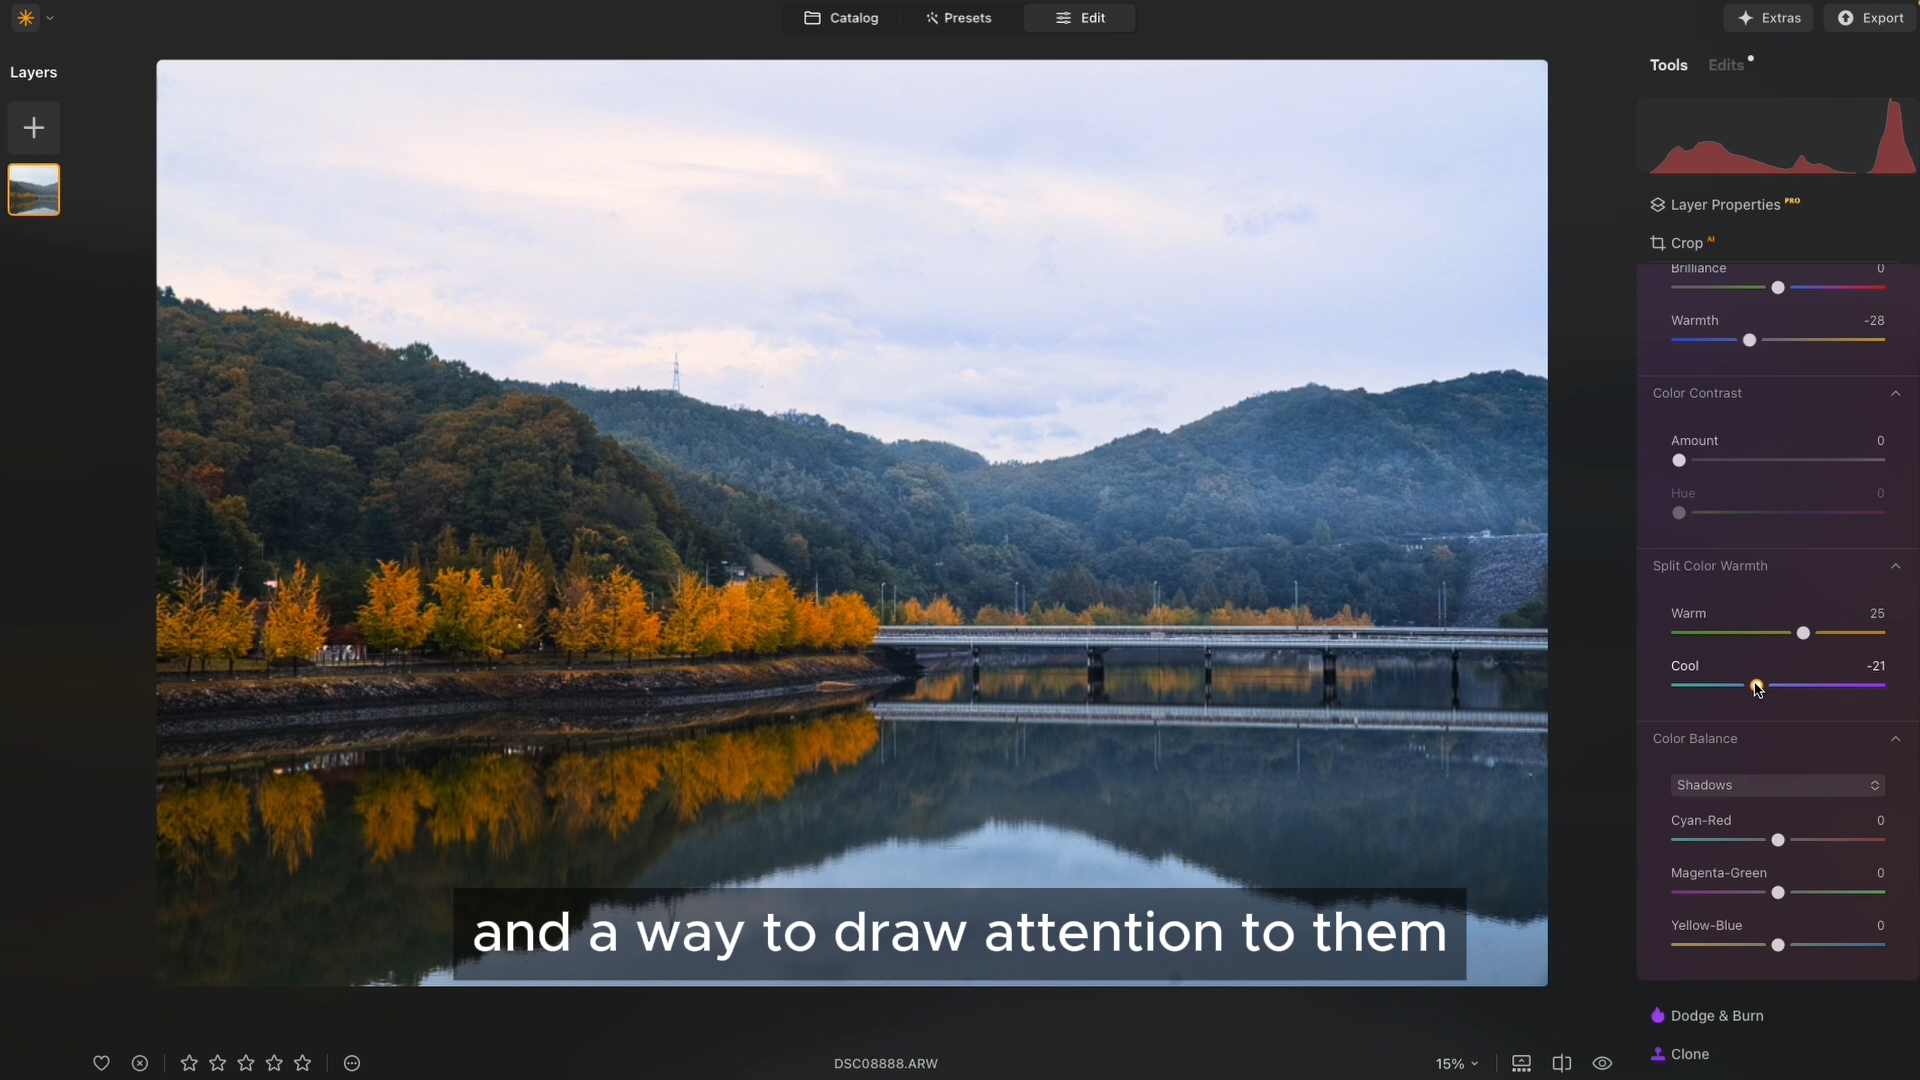 Catalog
Presets
Edit
Extras
Export
Layers
Tools
Edits
Layer Properties PRO
Crop AI
Brilliance 0
Warmth -28
Color Contrast
Amount 0
Hue 0
Split Color Warmth
Warm 25
Cool -21
Color Balance
Shadows
Cyan-Red 0
Magenta-Green 0
Yellow-Blue 0
and a way to draw attention to them
Dodge & Burn
Clone
DSC08888.ARW
15%